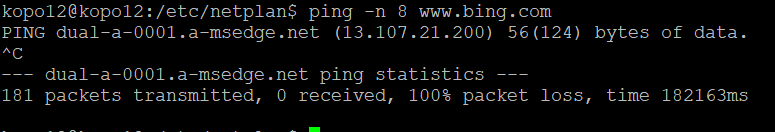 kopo12@kopo12:/etc/netplan$ ping -n 8 www.bing.com
PING dual-a-0001.a-msedge.net (13.107.21.200) 56(124) bytes of data.
^C
--- dual-a-0001.a-msedge.net ping statistics ---
181 packets transmitted, 0 received, 100% packet loss, time 182163ms